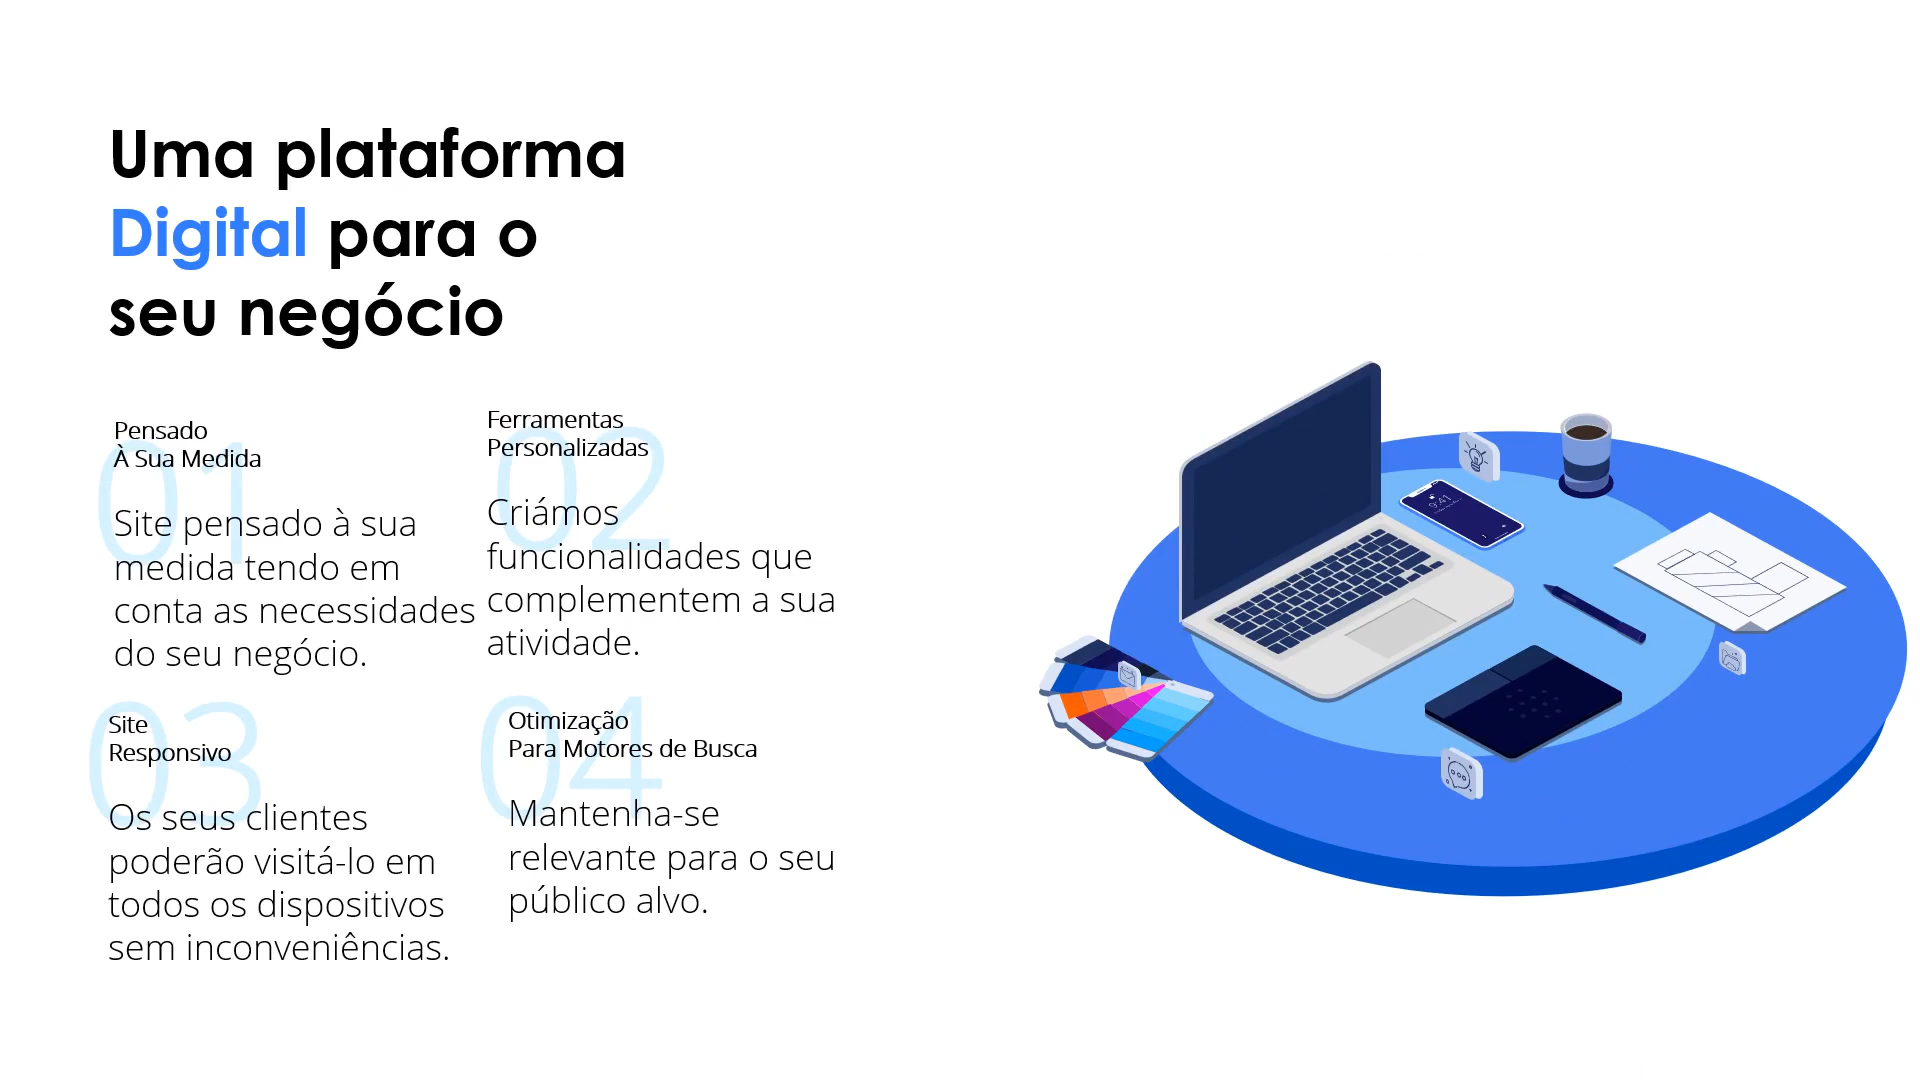 Uma plataforma
Digital para o
seu negócio
01
Pensado
À Sua Medida
Site pensado à sua
medida tendo em
conta as necessidades
do seu negócio.
02
Ferramentas
Personalizadas
Criámos
funcionalidades que
complementem a sua
atividade.
03
Site
Responsivo
Os seus clientes
poderão visitá-lo em
todos os dispositivos
sem inconveniências.
04
Otimização
Para Motores de Busca
Mantenha-se
relevante para o seu
público alvo.
9:41